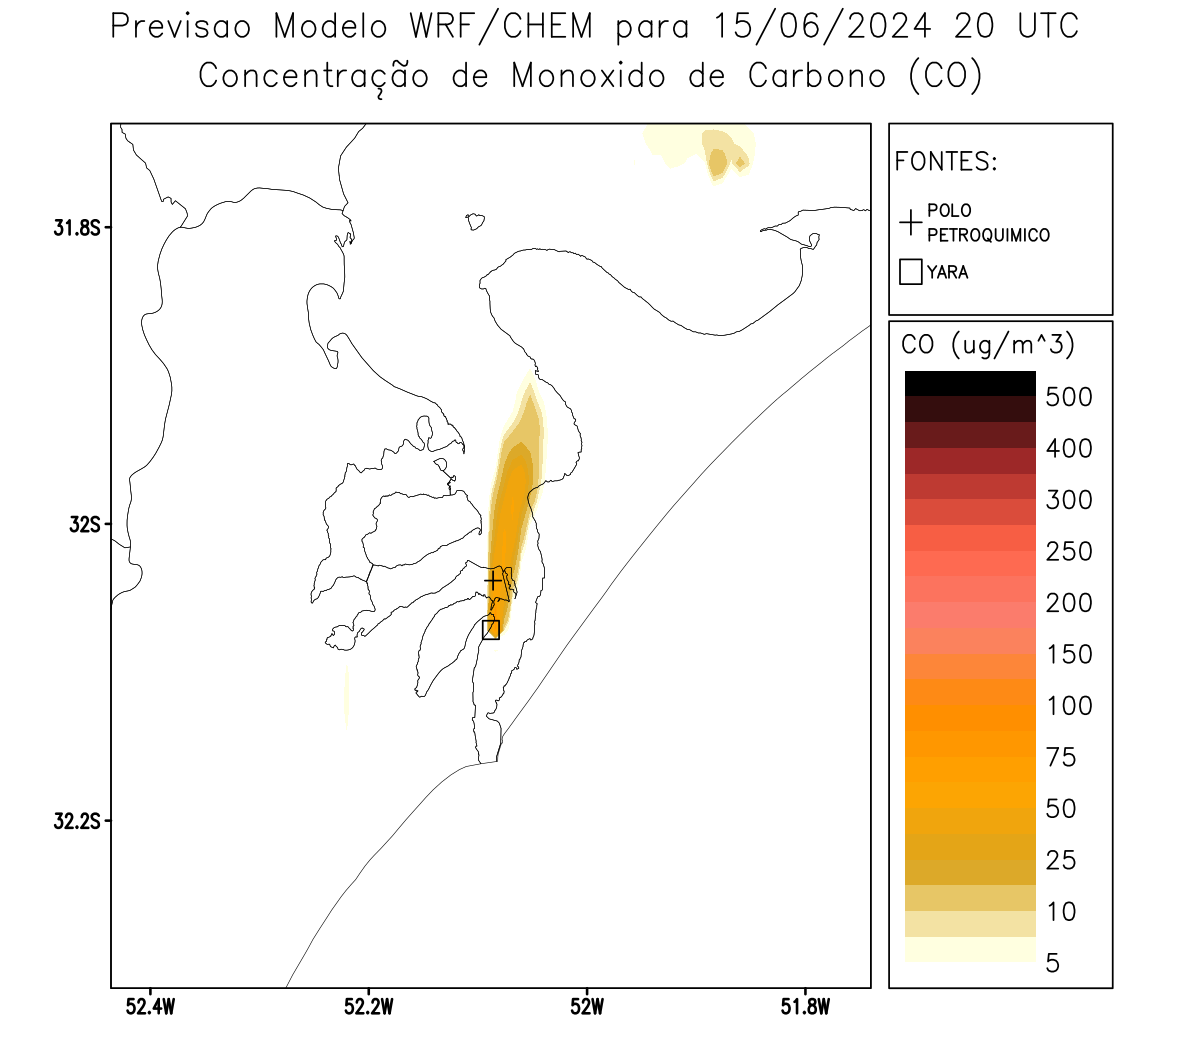 Previsao Modelo WRF/CHEM para 15/06/2024 20 UTC
Concentração de Monoxido de Carbono (CO)
FONTES:
POLO
PETROQUIMICO
YARA
CO (ug/m^3)
500
400
300
250
200
150
100
75
50
25
10
5
31.8S
32S
32.2S
52.4W
52.2W
52W
51.8W